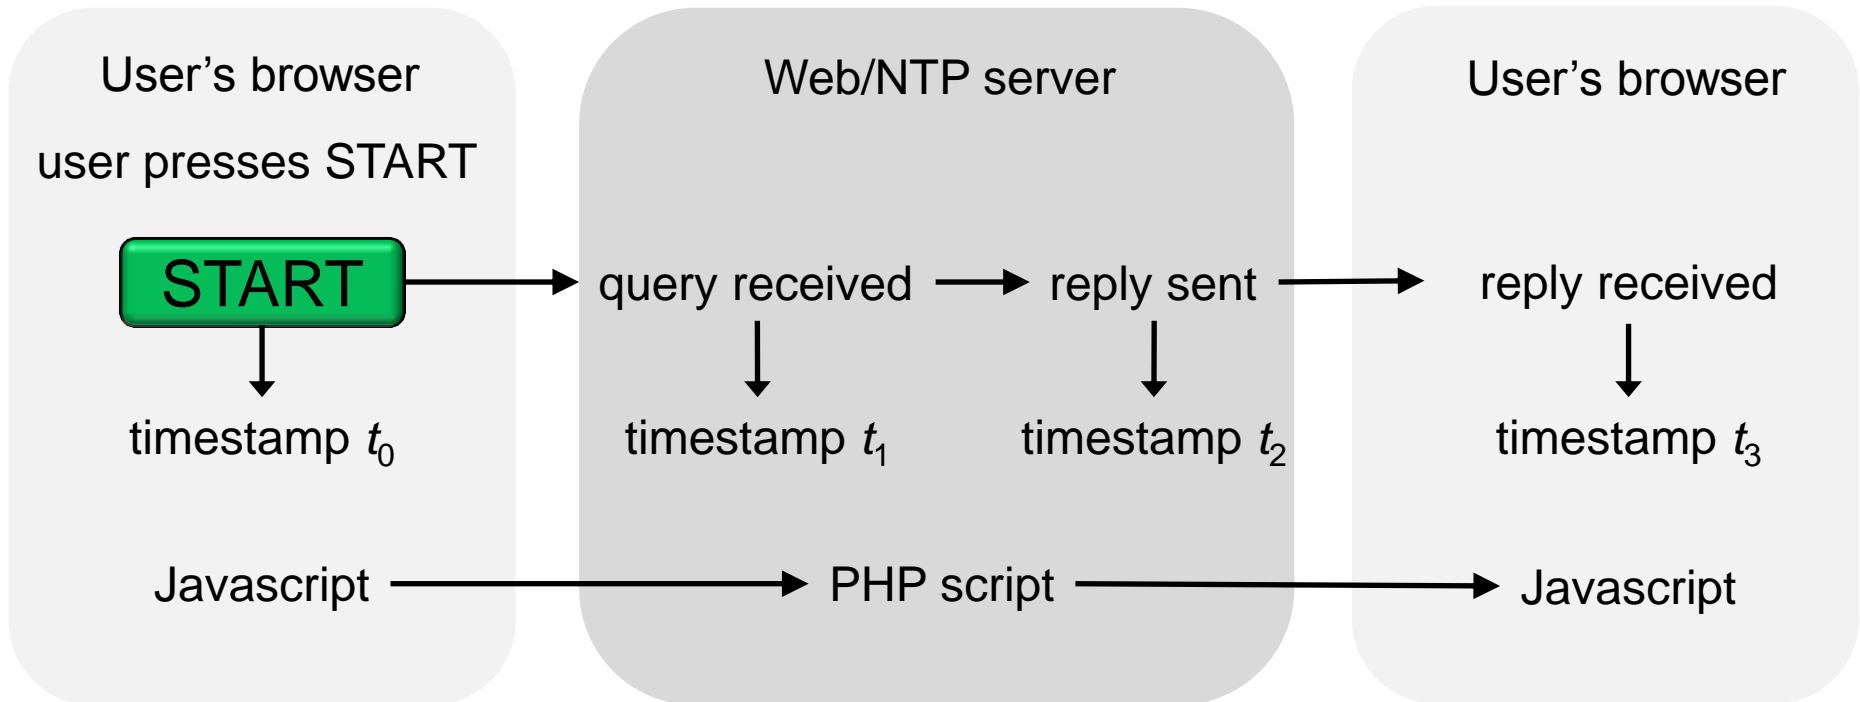 User's browser
user presses START
START
timestamp t0
Javascript
Web/NTP server
query received
reply sent
timestamp t1
timestamp t2
PHP script
User's browser
reply received
timestamp t3
Javascript